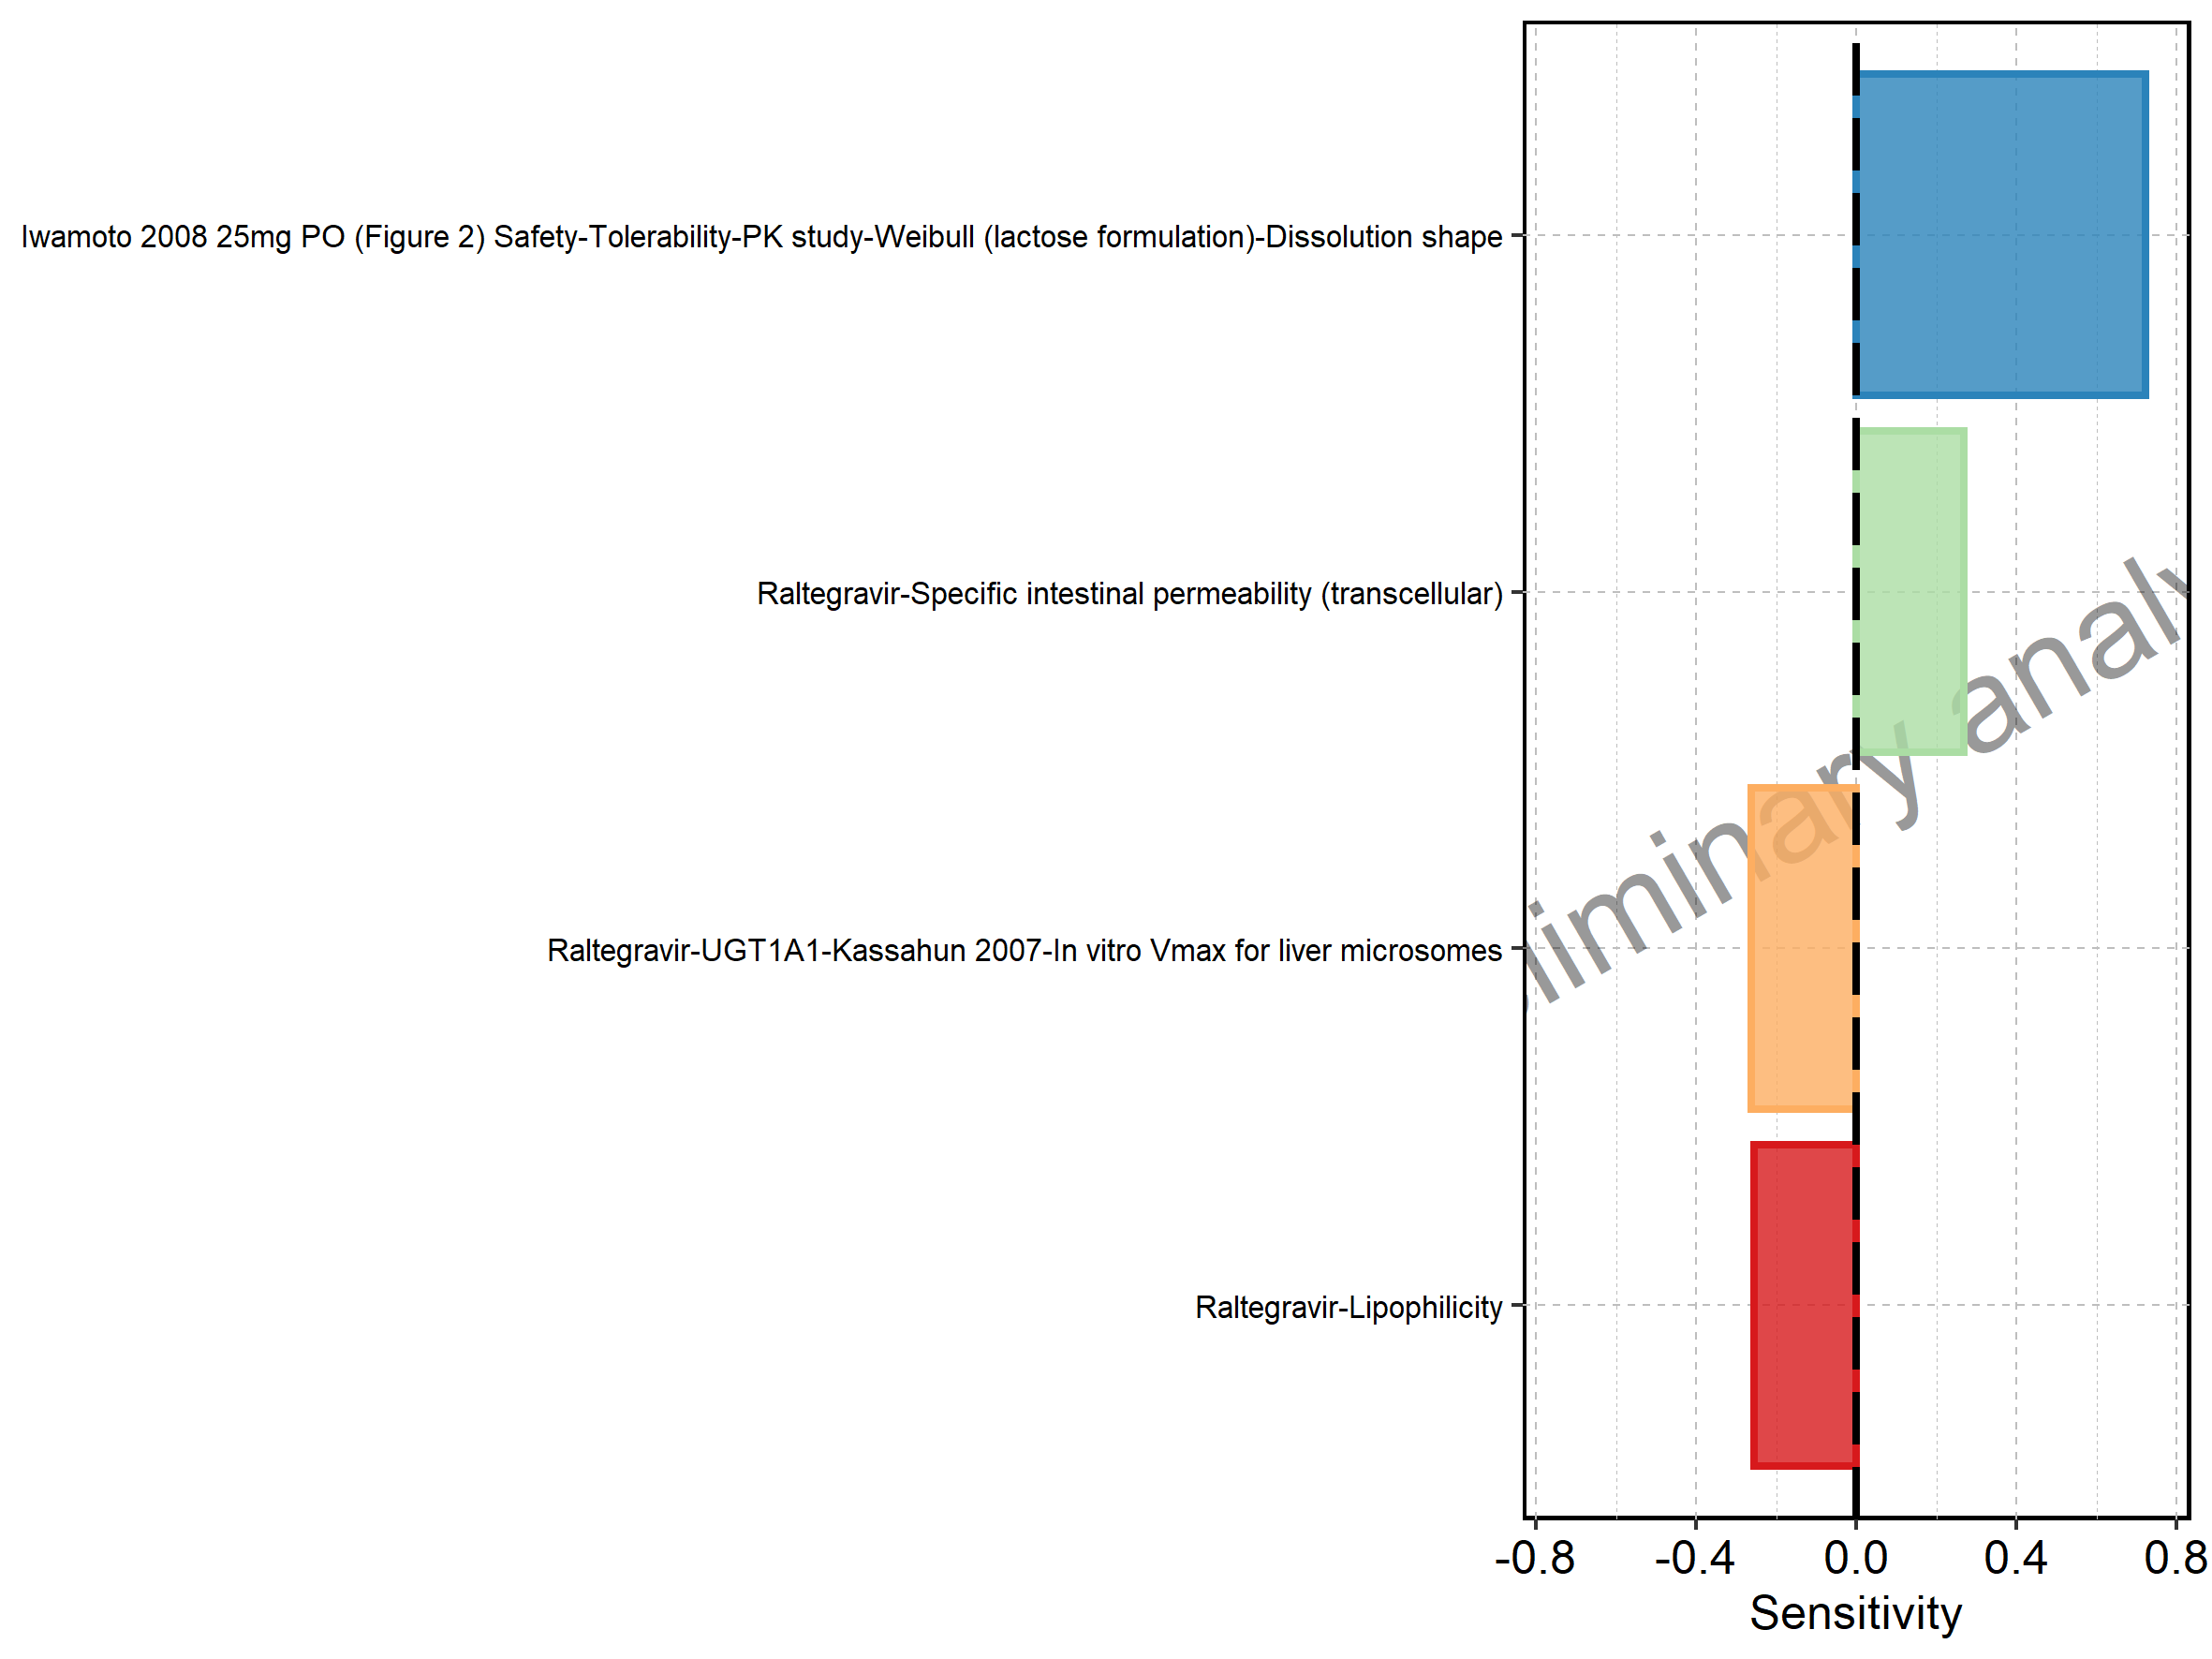 Iwamoto 2008 25mg PO (Figure 2) Safety-Tolerability-PK study-Weibull (lactose formulation)-Dissolution shape
Raltegravir-Specific intestinal permeability (transcellular)
Raltegravir-UGT1A1-Kassahun 2007-In vitro Vmax for liver microsomes
Raltegravir-Lipophilicity
liminary analy
-0.8 -0.4 0.0 0.4 0.8
Sensitivity